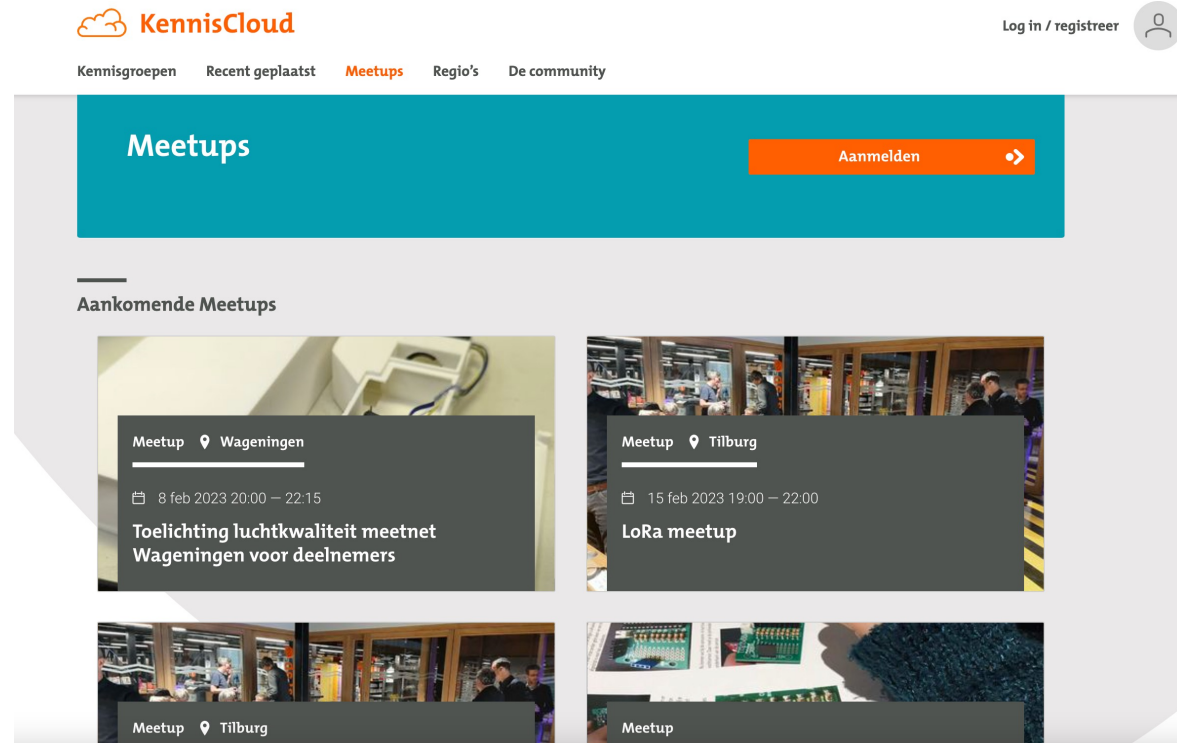 KennisCloud
Log in / registreer
Kennisgroepen Recent geplaatst Meetups Regio's De community
Meetups
Aanmelden
Aankomende Meetups
Meetup Wageningen
8 feb 2023 20:00 — 22:15
Toelichting luchtkwaliteit meetnet
Wageningen voor deelnemers
Meetup Tilburg
15 feb 2023 19:00 — 22:00
LoRa meetup
Meetup Tilburg
Meetup